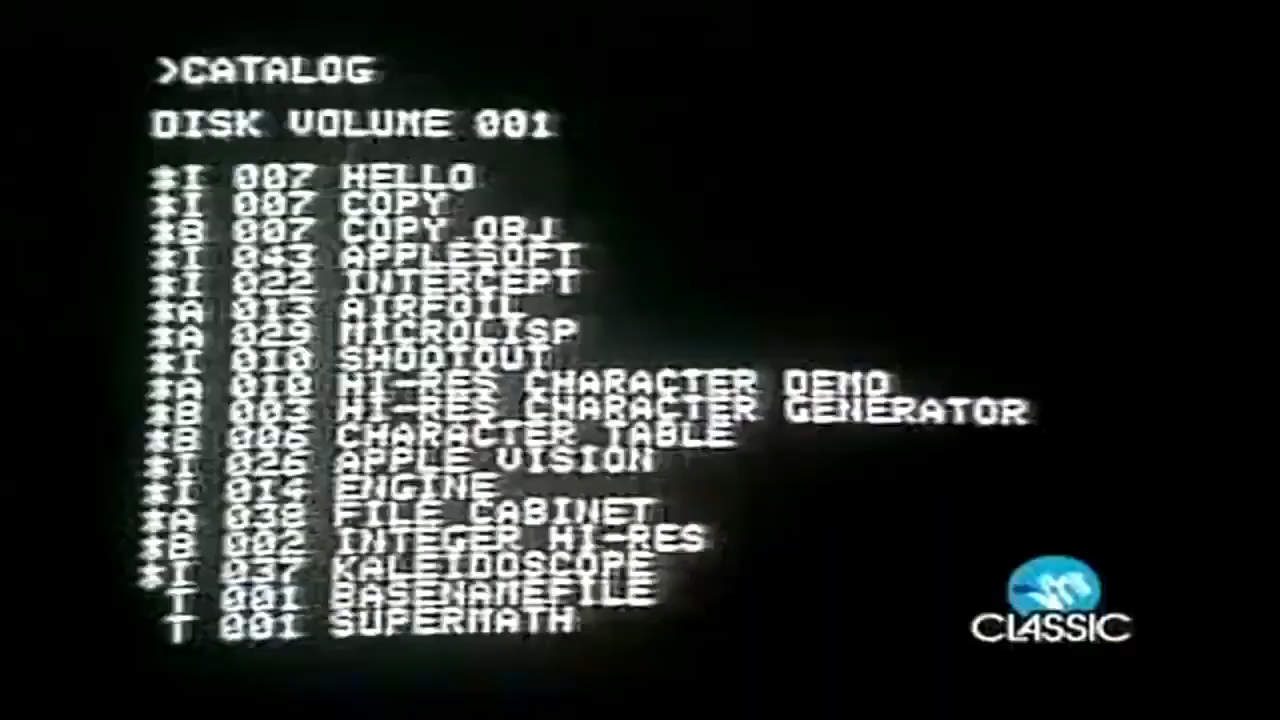 >CATALOG
DISK VOLUME 001
*I 007 HELLO
*I 007 COPY
*B 007 COPY.OBJ
*I 043 APPLESOFT
*I 022 INTERCEPT
*A 013 AIRFOIL
*A 029 MICROLISP
*I 010 SHOOTOUT
*A 010 HI-RES CHARACTER DEMO
*B 003 HI-RES CHARACTER GENERATOR
*B 006 CHARACTER TABLE
*I 026 APPLE VISION
*I 014 ENGINE
*A 038 FILE CABINET
*B 002 INTEGER HI-RES
*I 037 KALEIDOSCOPE
T 001 BASENAMEFILE
T 001 SUPERMATH
CLASSIC